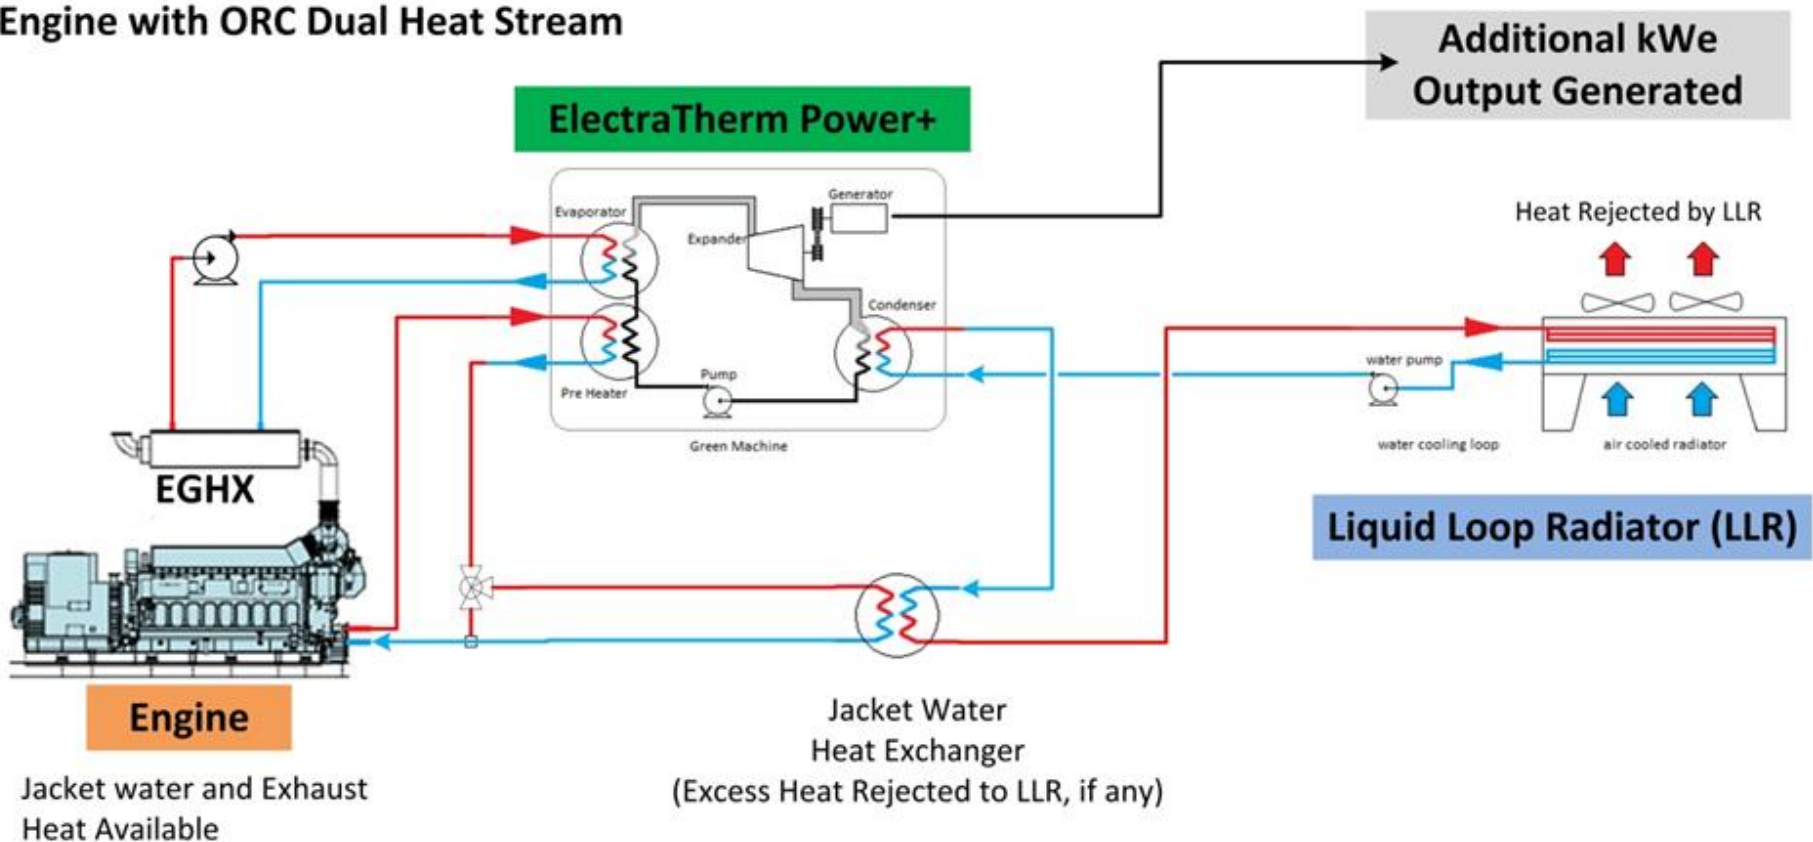 Engine with ORC Dual Heat Stream
Additional kWe
Output Generated
ElectraTherm Power+
Generator
Evaporator
Expander
Heat Rejected by LLR
Condenser
water pump
Pump
Pre Heater
Green Machine
water cooling loop
air cooled radiator
EGHX
Liquid Loop Radiator (LLR)
Engine
Jacket Water
Heat Exchanger
(Excess Heat Rejected to LLR, if any)
Jacket water and Exhaust
Heat Available